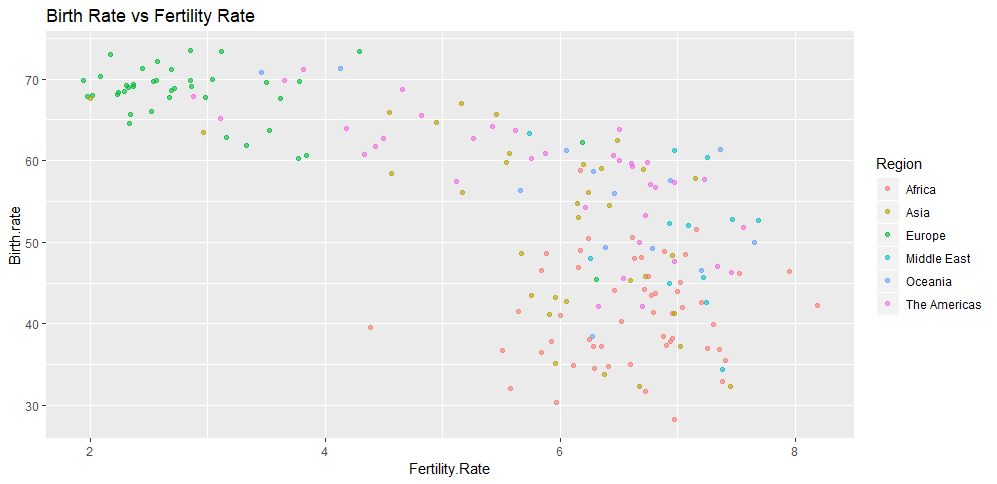 Birth Rate vs Fertility Rate
70
60
50
40
30
Birth.rate
2
4
6
8
Fertility.Rate
Region
Africa
Asia
Europe
Middle East
Oceania
The Americas